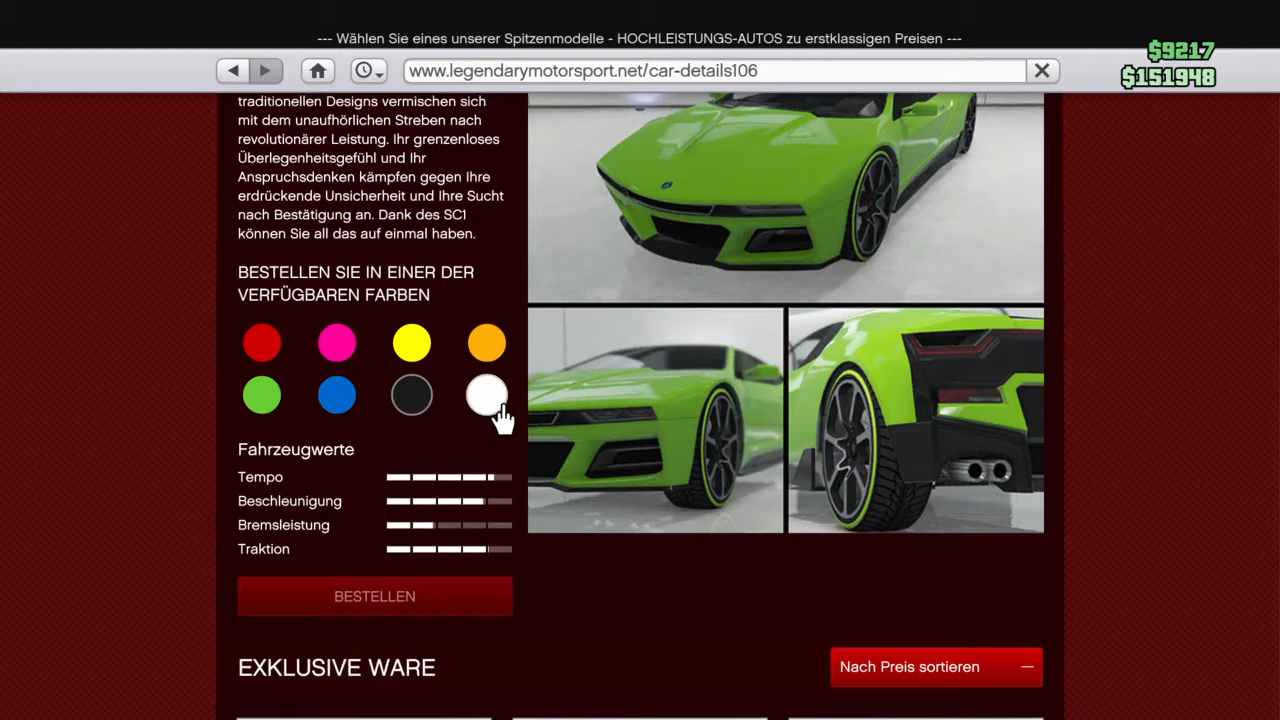 --- Wählen Sie eines unserer Spitzenmodelle - HOCHLEISTUNGS-AUTOS zu erstklassigen Preisen ---
$9217
www.legendarymotorsport.net/car-details106
$151948
traditionellen Designs vermischen sich
mit dem unaufhörlichen Streben nach
revolutionärer Leistung. Ihr grenzenloses
Überlegenheitsgefühl und Ihr
Anspruchsdenken kämpfen gegen Ihre
erdrückende Unsicherheit und Ihre Sucht
nach Bestätigung an. Dank des SC1
können Sie all das auf einmal haben.
BESTELLEN SIE IN EINER DER
VERFÜGBAREN FARBEN
Fahrzeugwerte
Tempo
Beschleunigung
Bremsleistung
Traktion
BESTELLEN
EXKLUSIVE WARE
Nach Preis sortieren